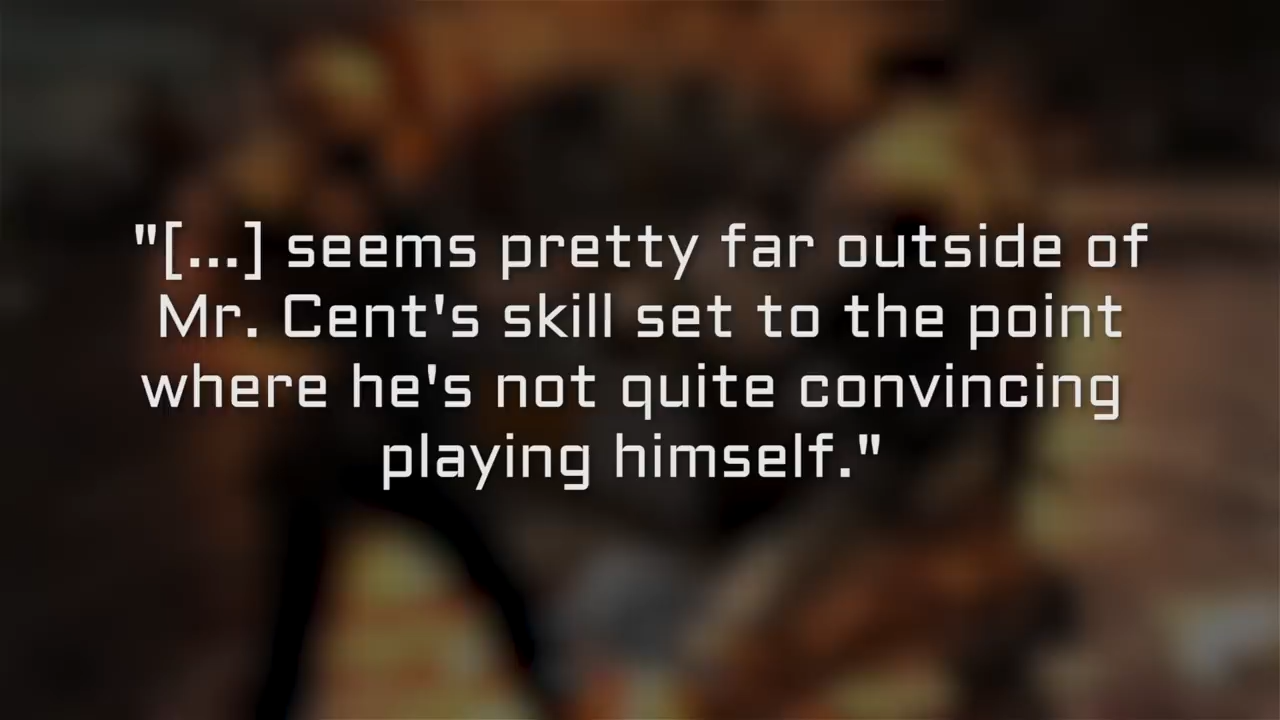 "[...] seems pretty far outside of
Mr. Cent's skill set to the point
where he's not quite convincing
playing himself."